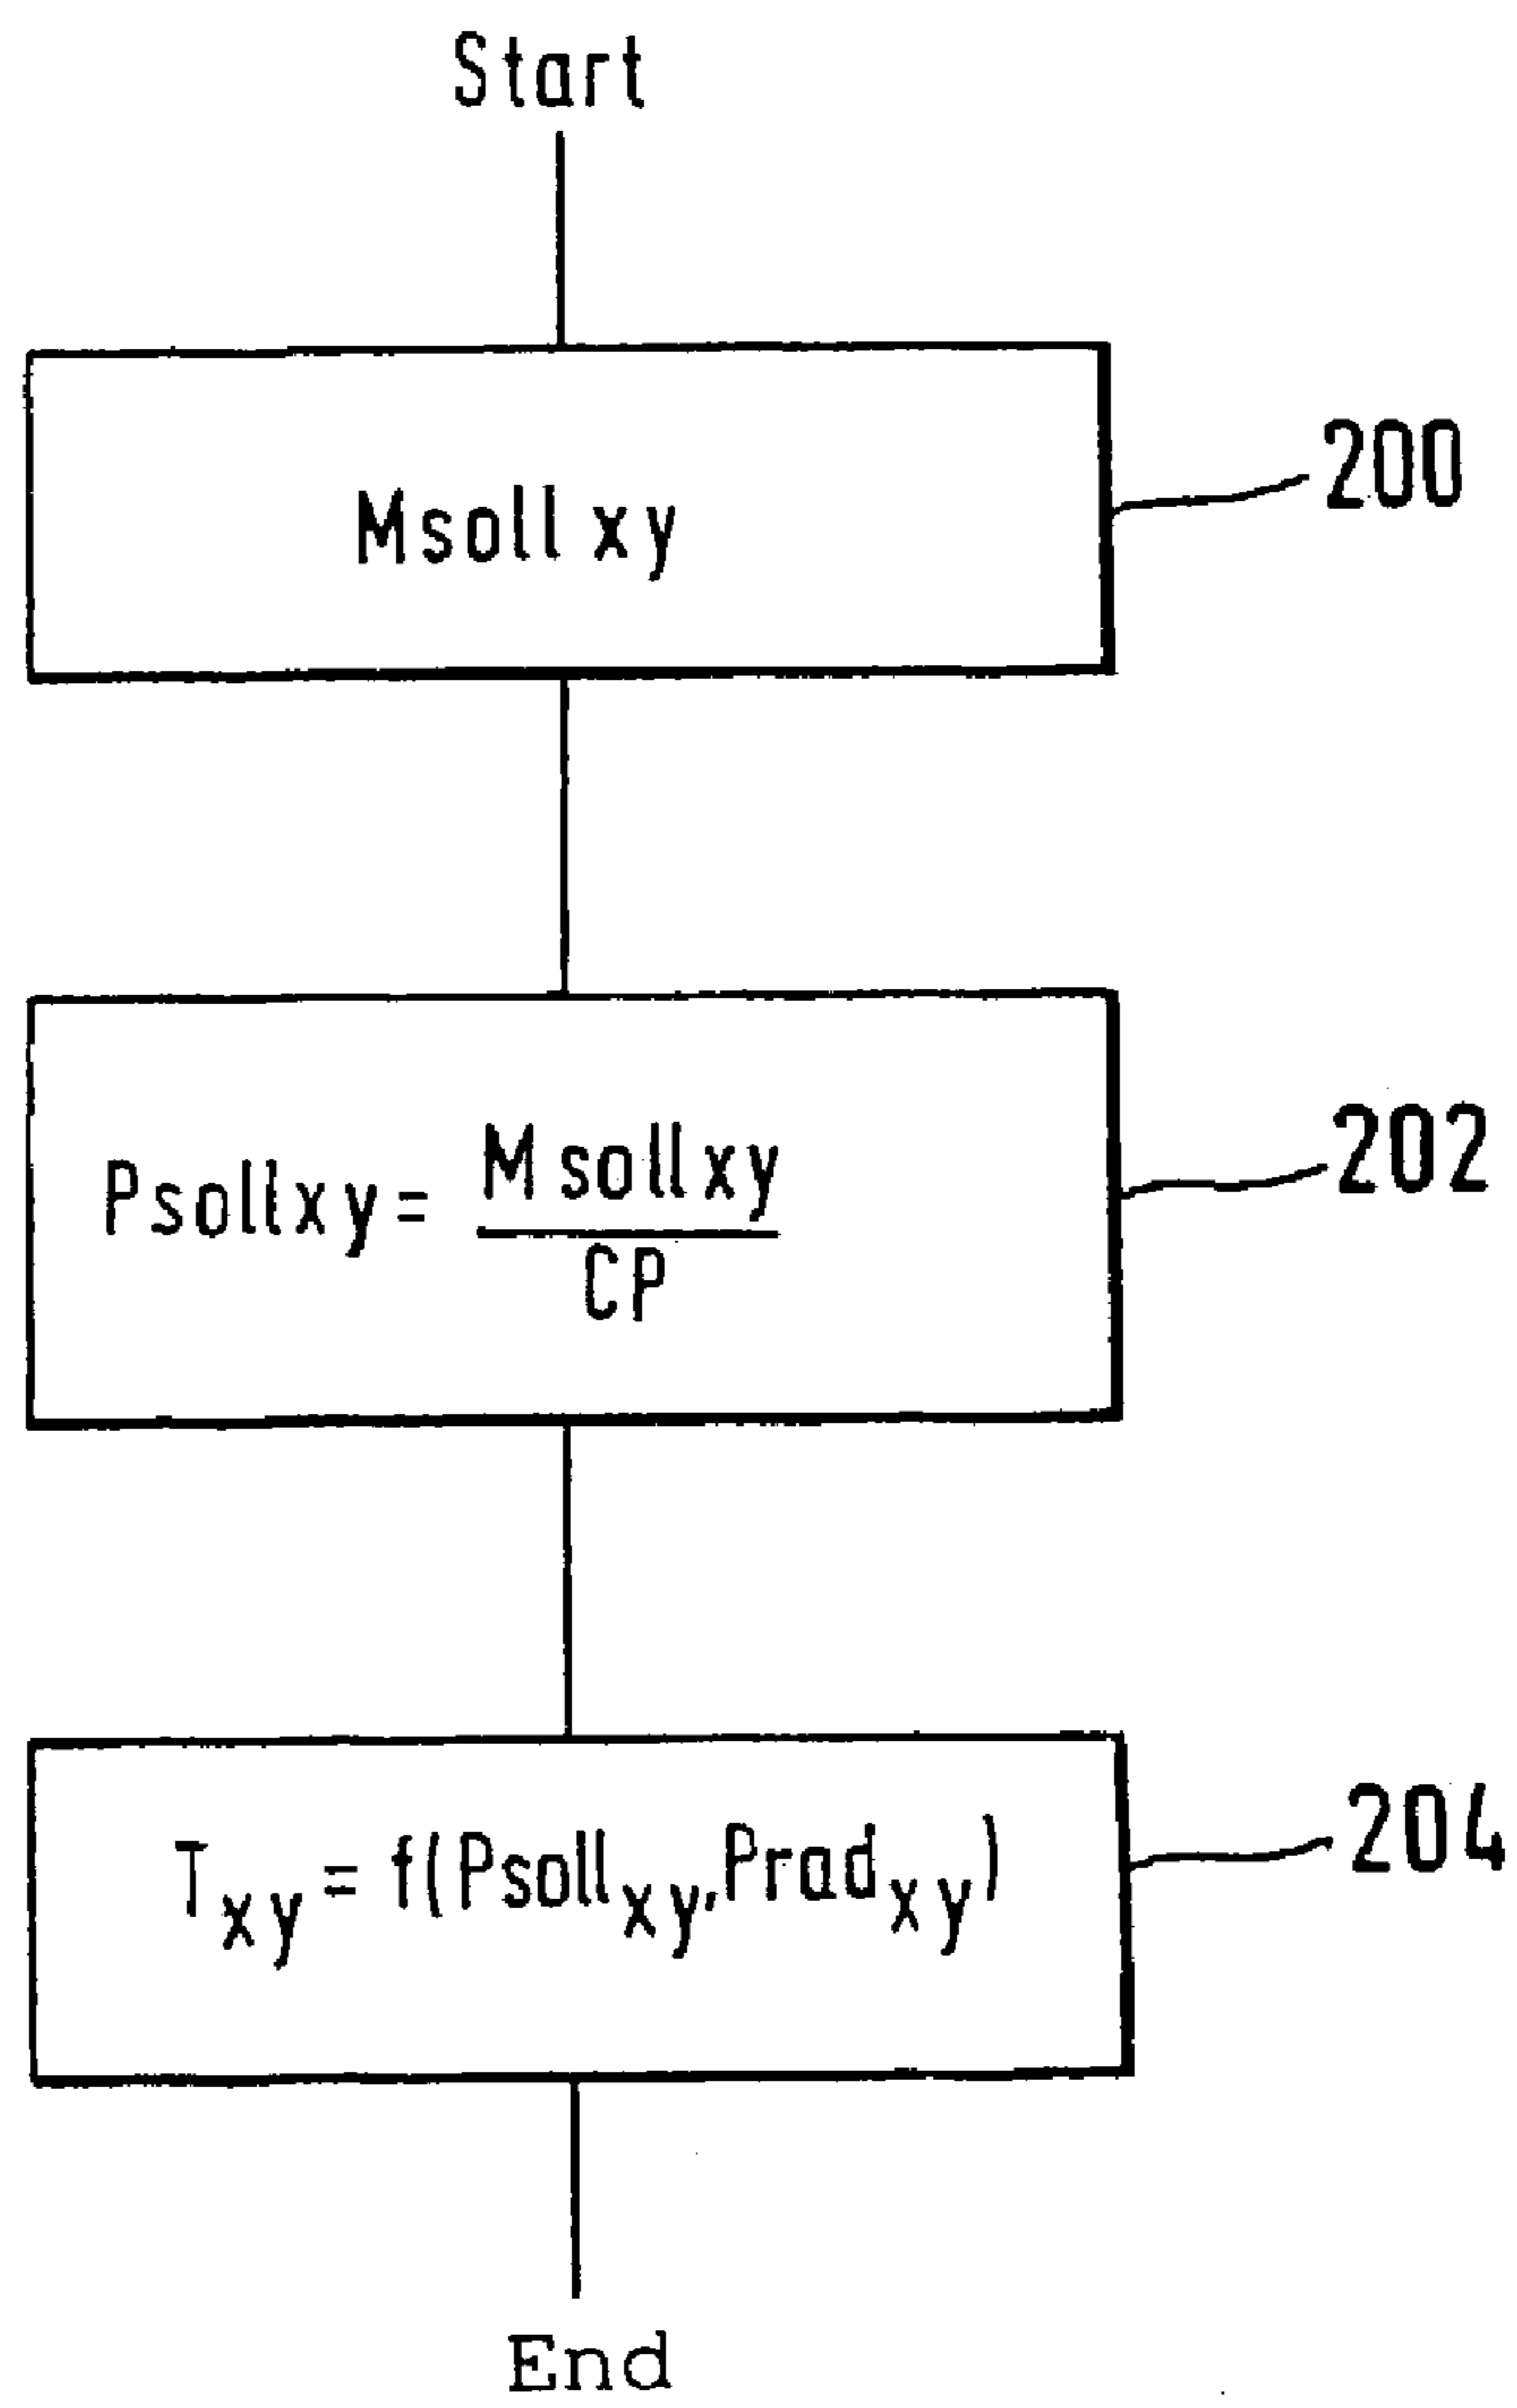 Start
Msoll xy
200
Psollxy = Msollxy / CP
202
Txy = f(Psollxy, Pradxy)
204
End